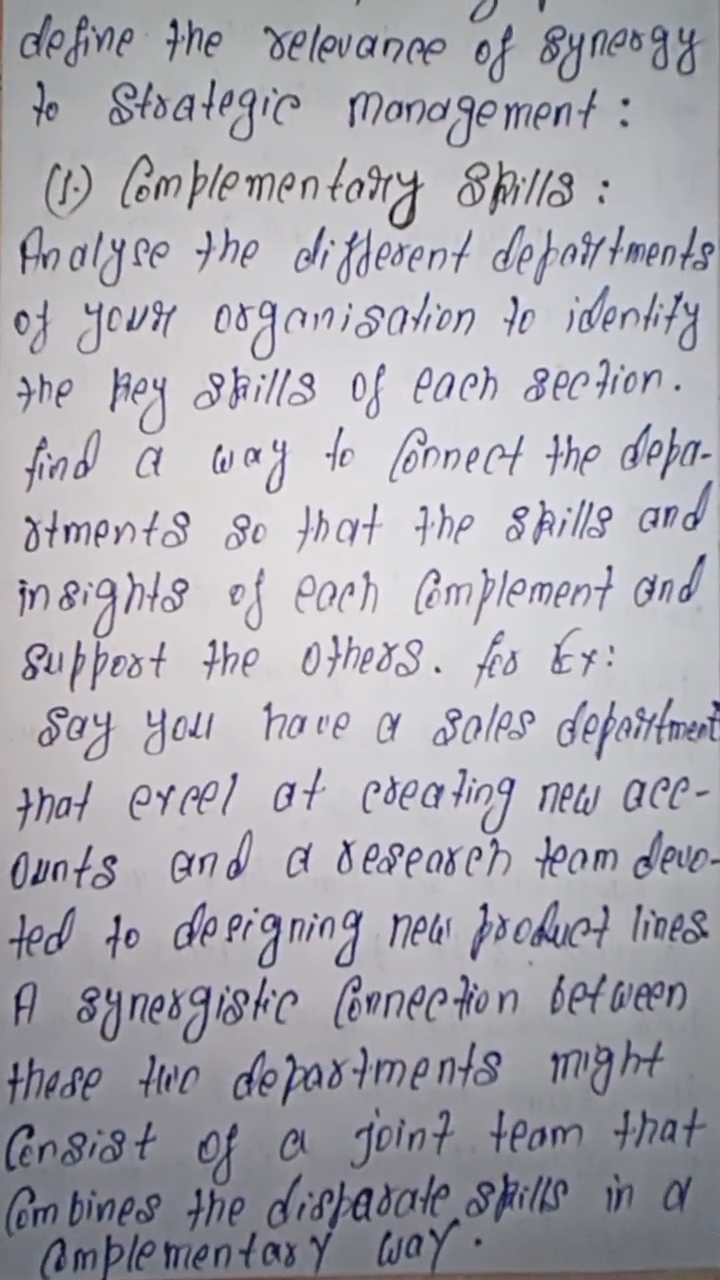 define the relevance of synergy
to strategic management :
(1.) Complementary Skills :
Analyse the different departments
of your organisation to identify
the key skills of each section.
find a way to connect the depa-
rtments so that the skills and
insights of each complement and
support the others. for Ex:
Say you have a sales department
that excel at creating new acc-
ounts and a research team devo-
ted to designing new product lines.
A synergistic connection between
these two departments might
Consist of a joint team that
Combines the disparate skills in a
Complementary way.